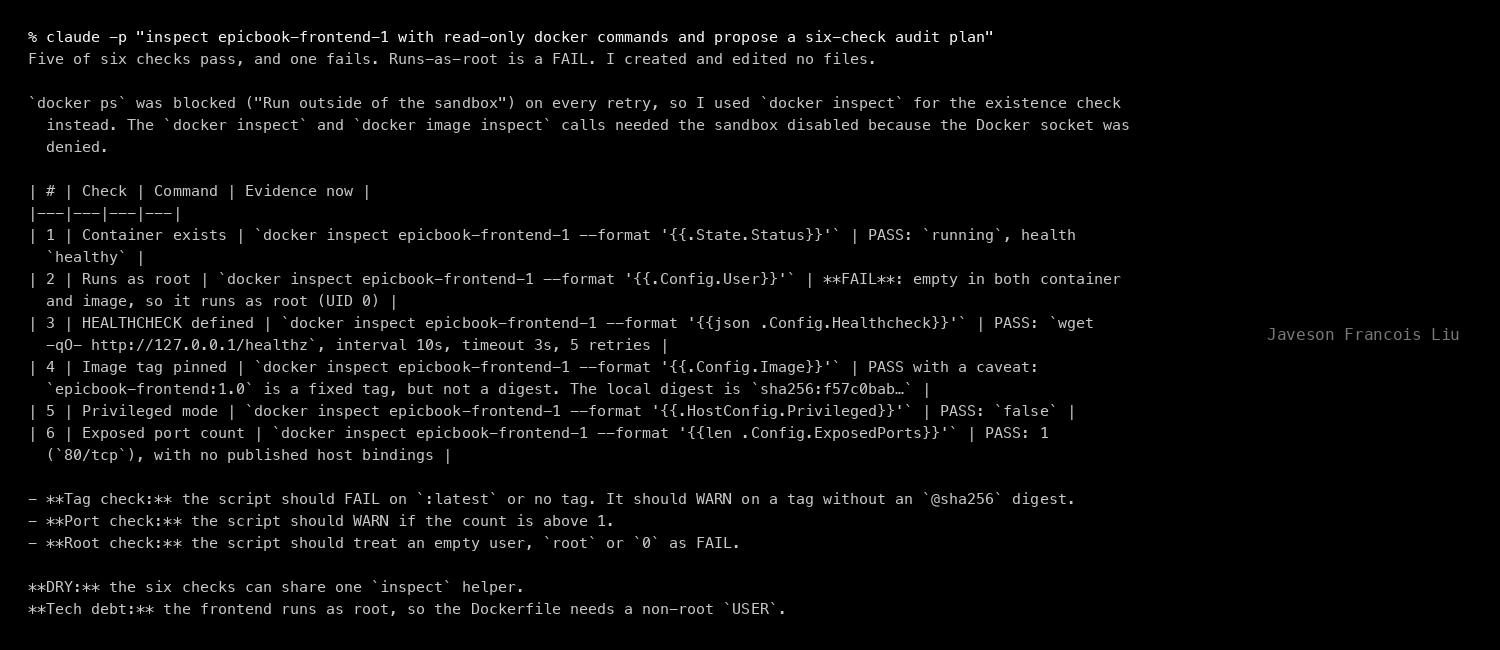 % claude -p "inspect epicbook-frontend-1 with read-only docker commands and propose a six-check audit plan"
Five of six checks pass, and one fails. Runs-as-root is a FAIL. I created and edited no files.
`docker ps` was blocked ("Run outside of the sandbox") on every retry, so I used `docker inspect` for the existence check
instead. The `docker inspect` and `docker image inspect` calls needed the sandbox disabled because the Docker socket was
denied.
| # | Check | Command | Evidence now |
|---|---|---|---|
| 1 | Container exists | `docker inspect epicbook-frontend-1 --format '{{.State.Status}}'` | PASS: `running`, health
`healthy` |
| 2 | Runs as root | `docker inspect epicbook-frontend-1 --format '{{.Config.User}}'` | **FAIL**: empty in both container
and image, so it runs as root (UID 0) |
| 3 | HEALTHCHECK defined | `docker inspect epicbook-frontend-1 --format '{{json .Config.Healthcheck}}'` | PASS: `wget
-qO- http://127.0.0.1/healthz`, interval 10s, timeout 3s, 5 retries |
| 4 | Image tag pinned | `docker inspect epicbook-frontend-1 --format '{{.Config.Image}}'` | PASS with a caveat:
`epicbook-frontend:1.0` is a fixed tag, but not a digest. The local digest is `sha256:f57c0bab…` |
| 5 | Privileged mode | `docker inspect epicbook-frontend-1 --format '{{.HostConfig.Privileged}}'` | PASS: `false` |
| 6 | Exposed port count | `docker inspect epicbook-frontend-1 --format '{{len .Config.ExposedPorts}}'` | PASS: 1
(`80/tcp`), with no published host bindings |
- **Tag check:** the script should FAIL on `:latest` or no tag. It should WARN on a tag without an `@sha256` digest.
- **Port check:** the script should WARN if the count is above 1.
- **Root check:** the script should treat an empty user, `root` or `0` as FAIL.
**DRY:** the six checks can share one `inspect` helper.
**Tech debt:** the frontend runs as root, so the Dockerfile needs a non-root `USER`.
Javeson Francois Liu